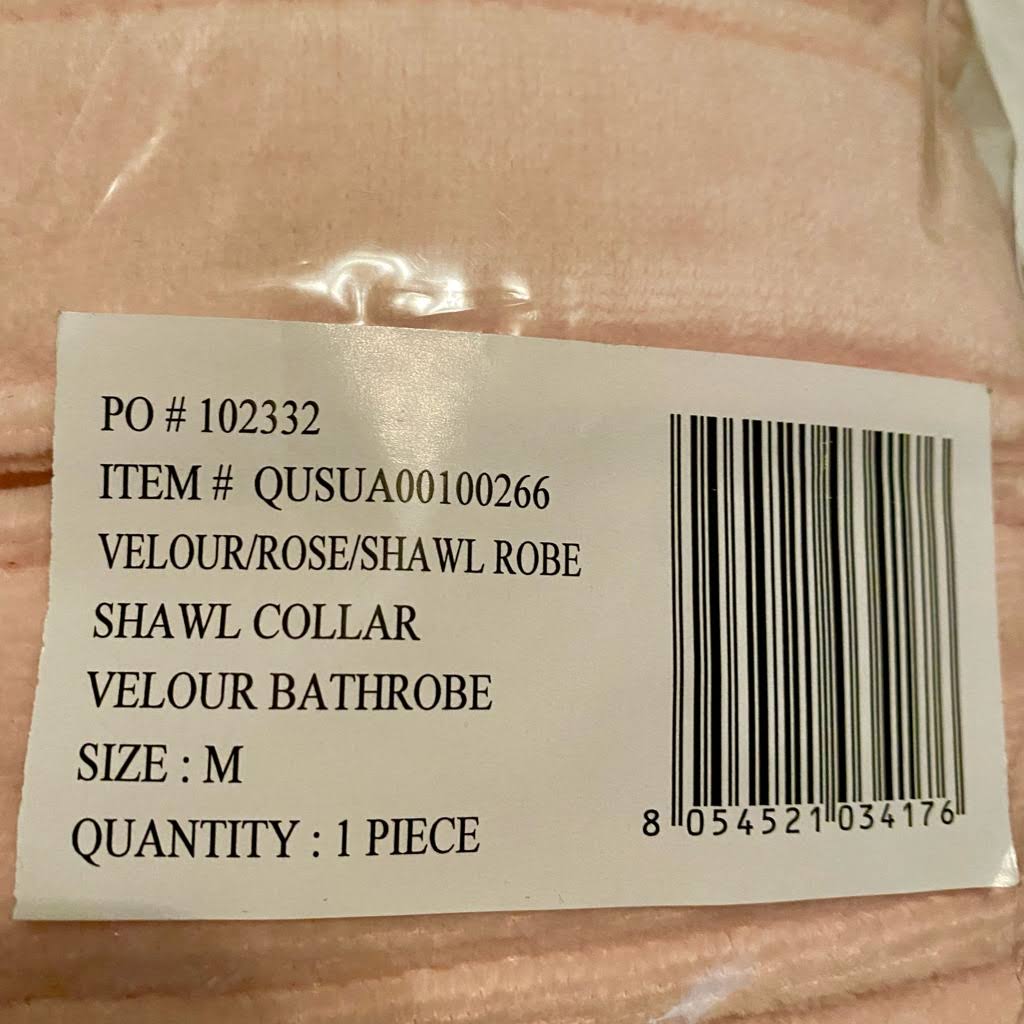 PO # 102332
ITEM # QUSUA00100266
VELOUR/ROSE/SHAWL ROBE
SHAWL COLLAR
VELOUR BATHROBE
SIZE : M
QUANTITY : 1 PIECE
8 054521 034176